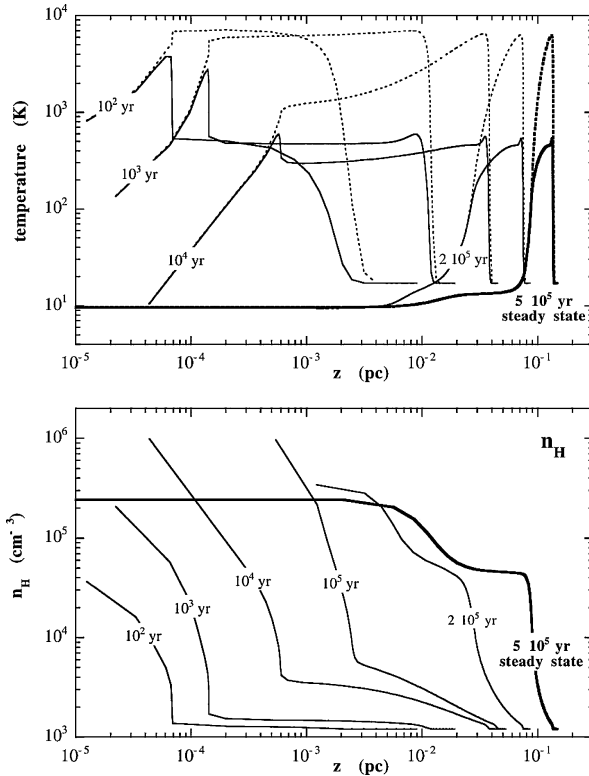 10^4
10^3
10^2
10^1
temperature (K)
10^2 yr
10^3 yr
10^4 yr
2 10^5 yr
5 10^5 yr
steady state
10^-5
10^-4
10^-3
10^-2
10^-1
z (pc)
10^6
10^5
10^4
10^3
n_H (cm^-3)
n_H
10^2 yr
10^3 yr
10^4 yr
10^5 yr
2 10^5 yr
5 10^5 yr
steady state
10^-5
10^-4
10^-3
10^-2
10^-1
z (pc)